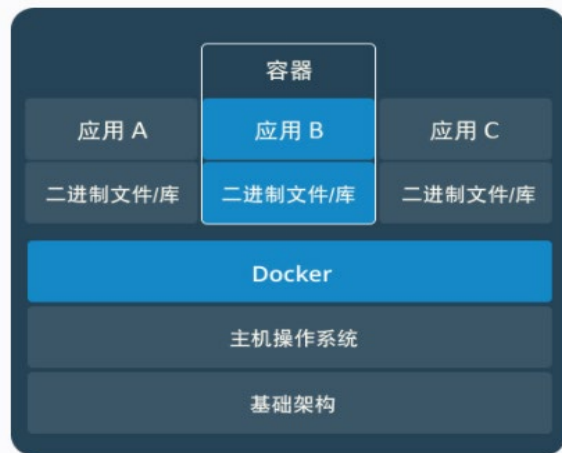 容器
应用 A 应用 B 应用 C
二进制文件/库 二进制文件/库 二进制文件/库
Docker
主机操作系统
基础架构